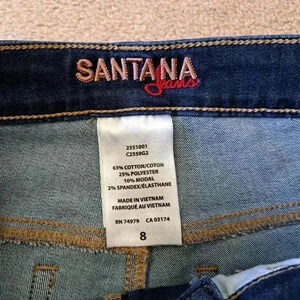 SANTANA
Jeans
2351001
C2559G2
63% COTTON/COTON
25% POLYESTER
10% MODAL
2% SPANDEX/ÉLASTHANE
MADE IN VIETNAM
FABRIQUÉ AU VIETNAM
RN 74979 CA 03174
8